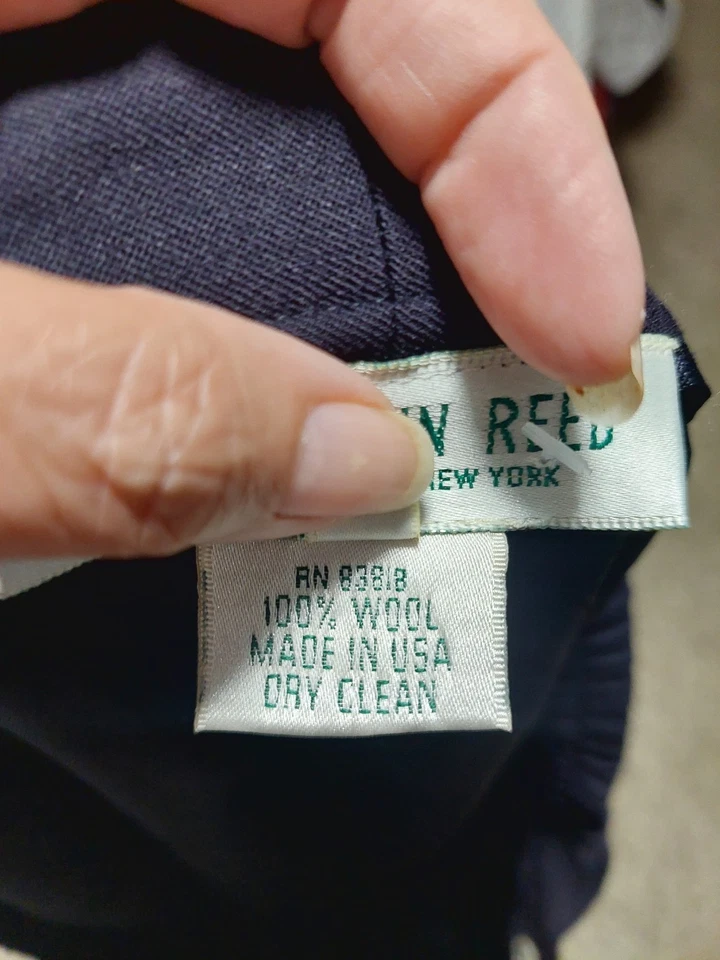 N REED
NEW YORK
RN 83818
100% WOOL
MADE IN USA
DRY CLEAN